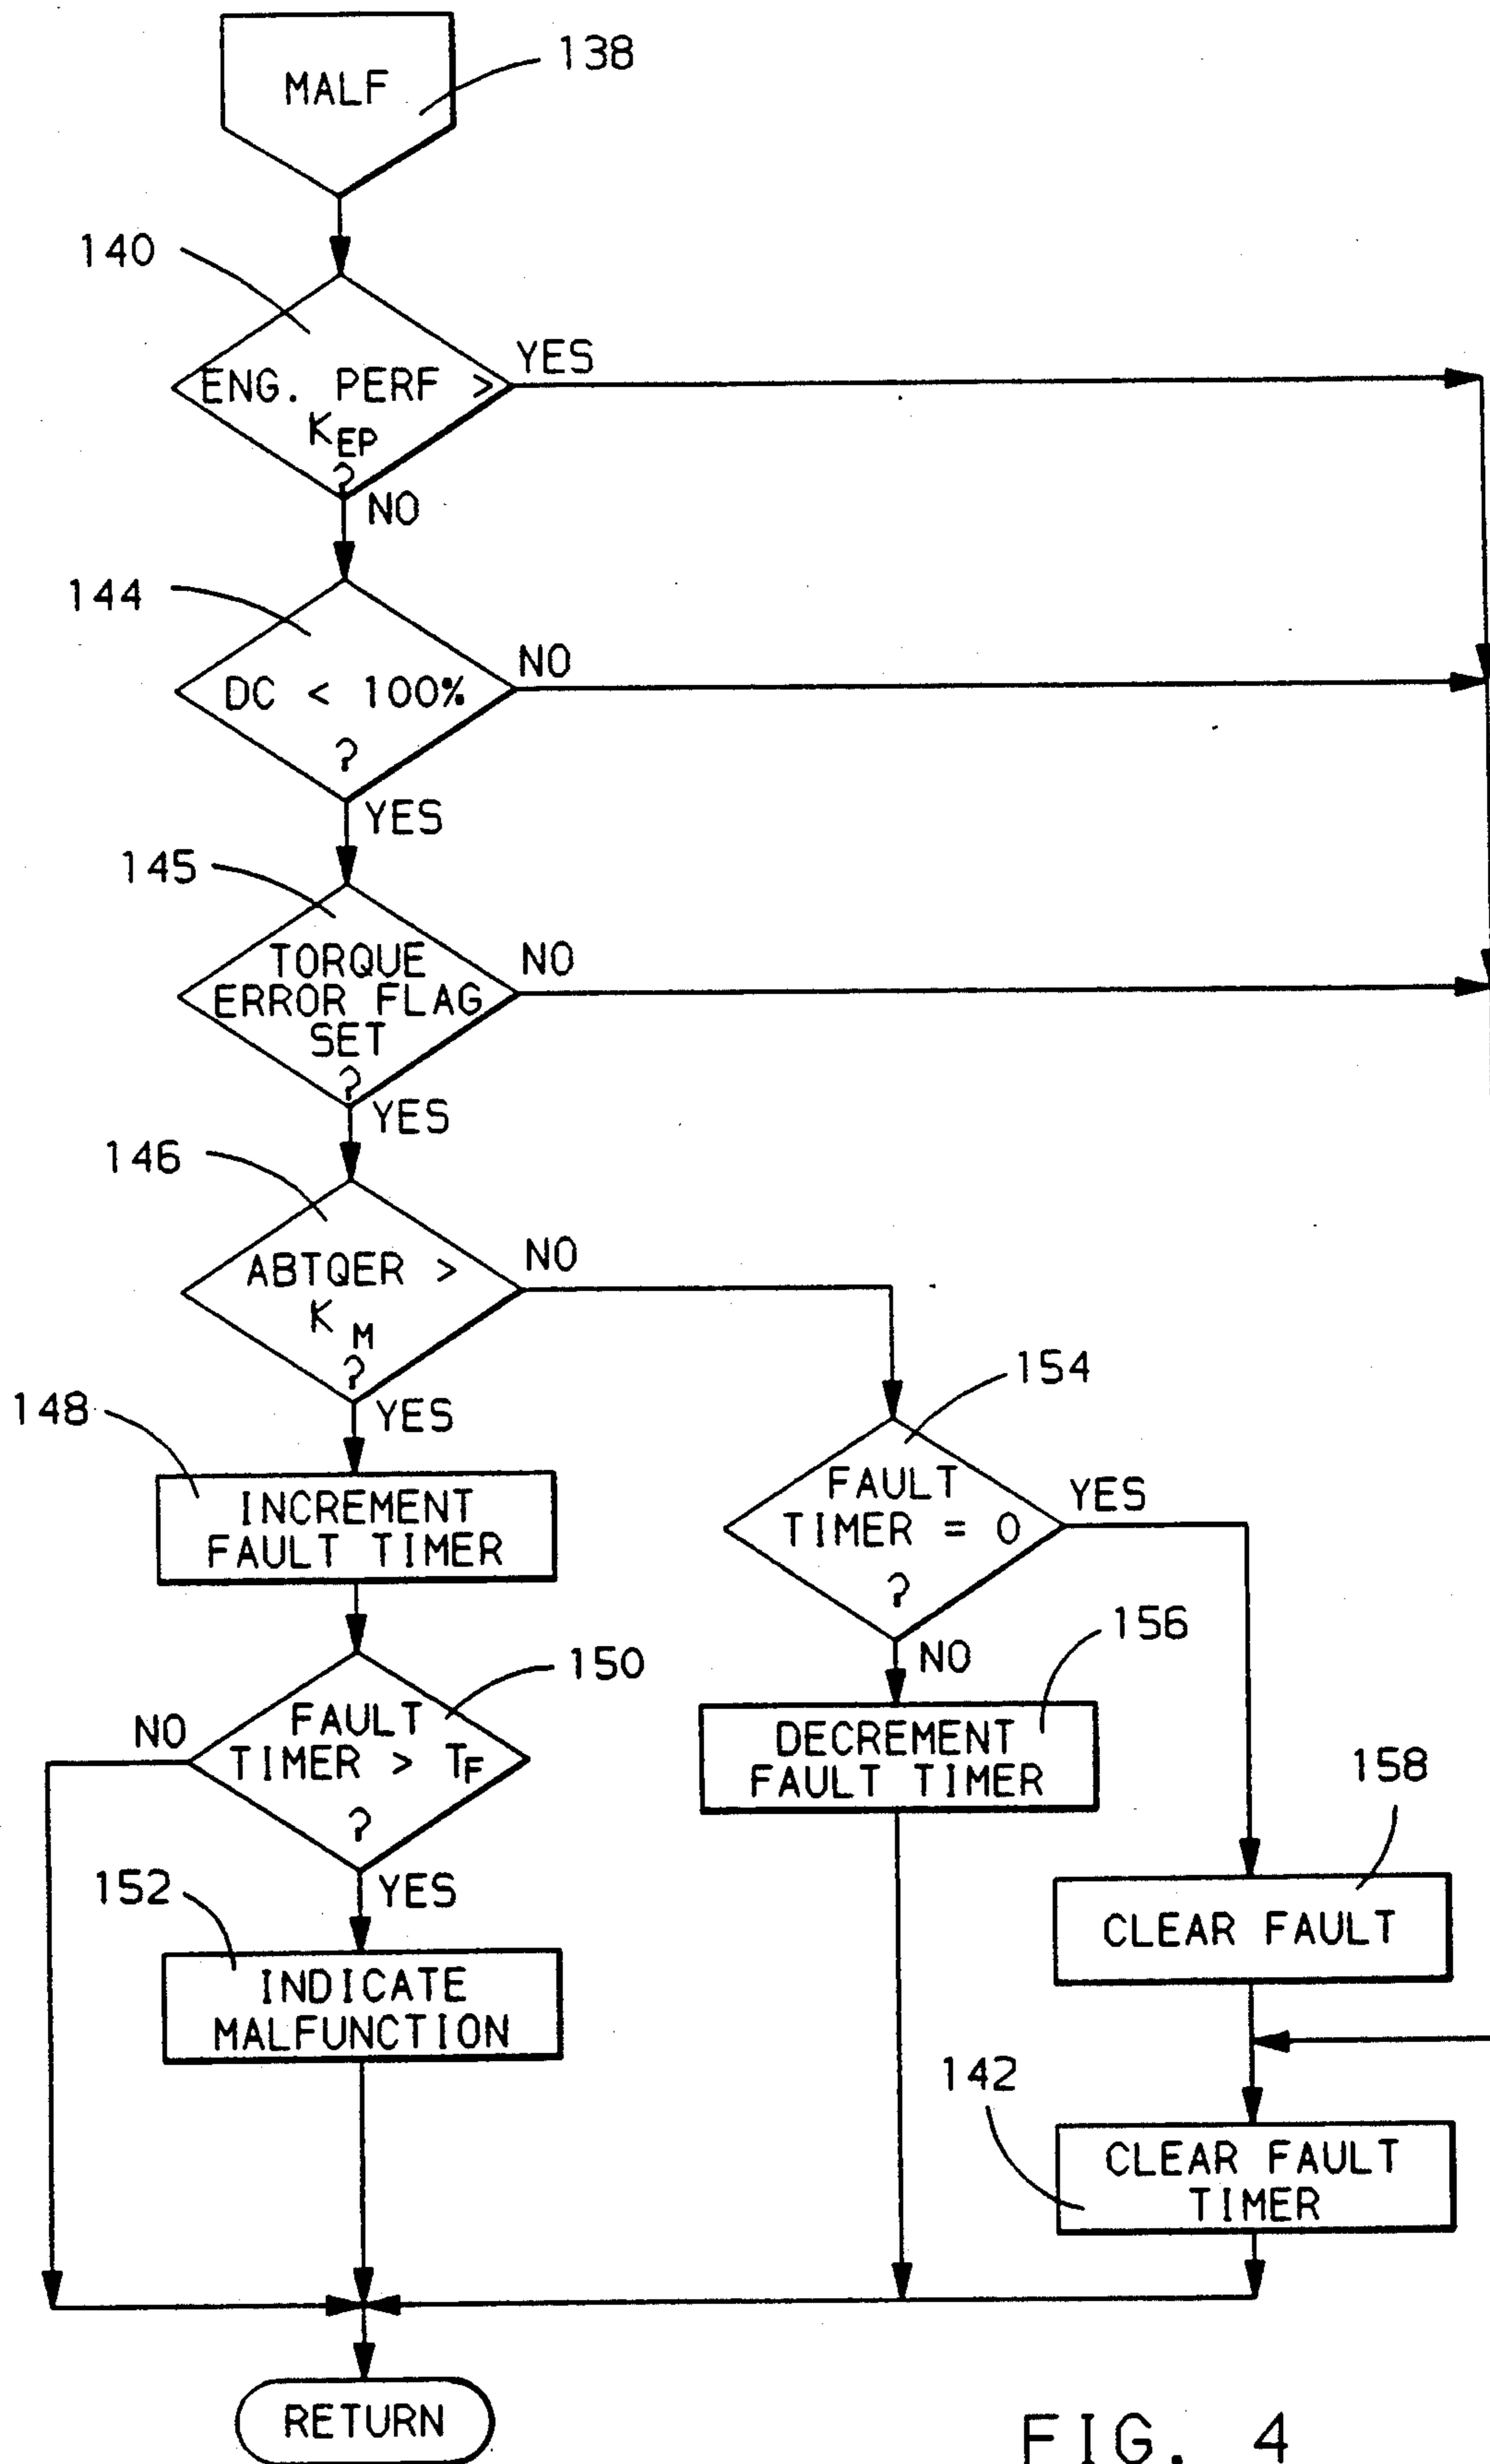 MALF
138
140
ENG. PERF >
KEP
?
YES
NO
144
DC < 100%
?
NO
YES
145
TORQUE
ERROR FLAG
SET
?
NO
YES
146
ABTQER >
K M
?
NO
YES
148
INCREMENT
FAULT TIMER
154
FAULT
TIMER = 0
?
YES
NO
150
FAULT
TIMER > TF
?
NO
YES
156
DECREMENT
FAULT TIMER
158
CLEAR FAULT
152
INDICATE
MALFUNCTION
142
CLEAR FAULT
TIMER
RETURN
FIG. 4